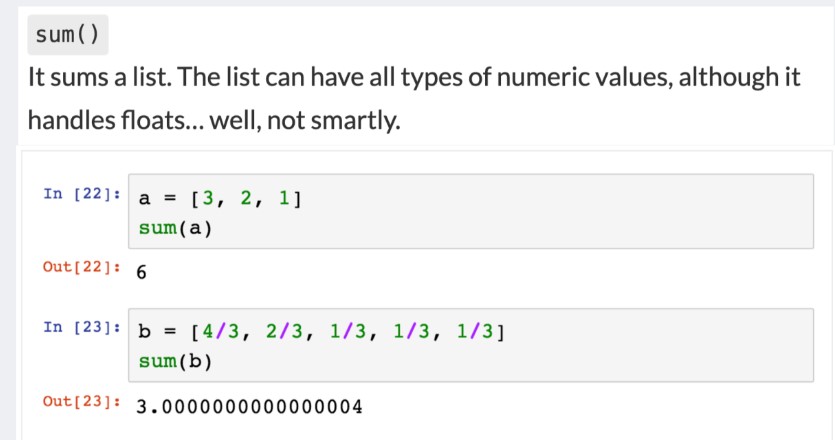 sum()
It sums a list. The list can have all types of numeric values, although it
handles floats... well, not smartly.
In [22]: a = [3, 2, 1]
sum(a)
Out[22]: 6
In [23]: b = [4/3, 2/3, 1/3, 1/3, 1/3]
sum(b)
Out[23]: 3.0000000000000004